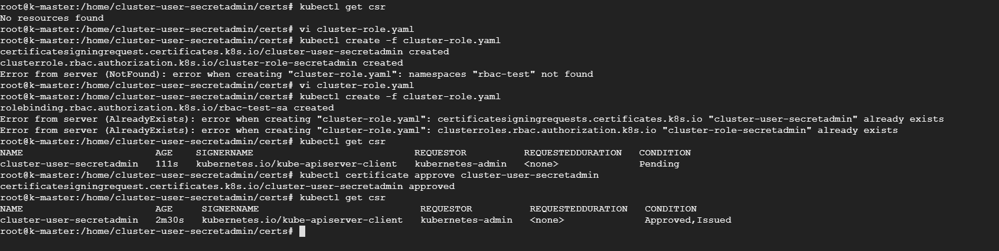 root@k-master:/home/cluster-user-secretadmin/certs# kubectl get csr
No resources found
root@k-master:/home/cluster-user-secretadmin/certs# vi cluster-role.yaml
root@k-master:/home/cluster-user-secretadmin/certs# kubectl create -f cluster-role.yaml
certificatesigningrequest.certificates.k8s.io/cluster-user-secretadmin created
clusterrole.rbac.authorization.k8s.io/cluster-role-secretadmin created
Error from server (NotFound): error when creating "cluster-role.yaml": namespaces "rbac-test" not found
root@k-master:/home/cluster-user-secretadmin/certs# vi cluster-role.yaml
root@k-master:/home/cluster-user-secretadmin/certs# kubectl create -f cluster-role.yaml
rolebinding.rbac.authorization.k8s.io/rbac-test-sa created
Error from server (AlreadyExists): error when creating "cluster-role.yaml": certificatesigningrequests.certificates.k8s.io "cluster-user-secretadmin" already exists
Error from server (AlreadyExists): error when creating "cluster-role.yaml": clusterroles.rbac.authorization.k8s.io "cluster-role-secretadmin" already exists
root@k-master:/home/cluster-user-secretadmin/certs# kubectl get csr
NAME                       AGE    SIGNERNAME                            REQUESTOR          REQUESTEDDURATION   CONDITION
cluster-user-secretadmin   111s   kubernetes.io/kube-apiserver-client   kubernetes-admin   <none>              Pending
root@k-master:/home/cluster-user-secretadmin/certs# kubectl certificate approve cluster-user-secretadmin
certificatesigningrequest.certificates.k8s.io/cluster-user-secretadmin approved
root@k-master:/home/cluster-user-secretadmin/certs# kubectl get csr
NAME                       AGE     SIGNERNAME                            REQUESTOR          REQUESTEDDURATION   CONDITION
cluster-user-secretadmin   2m30s   kubernetes.io/kube-apiserver-client   kubernetes-admin   <none>              Approved,Issued
root@k-master:/home/cluster-user-secretadmin/certs#